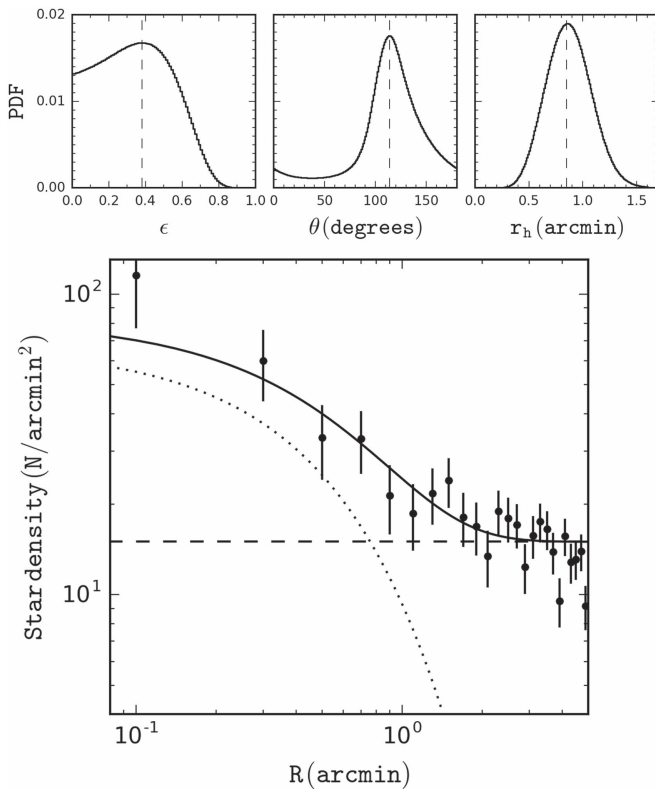 0.02
0.01
0.00
PDF
0.0 0.2 0.4 0.6 0.8 1.0
ϵ
0 50 100 150
θ(degrees)
0.0 0.5 1.0 1.5
r_h(arcmin)
10²
10¹
Stardensity(N/arcmin²)
10⁻¹ 10⁰
R(arcmin)